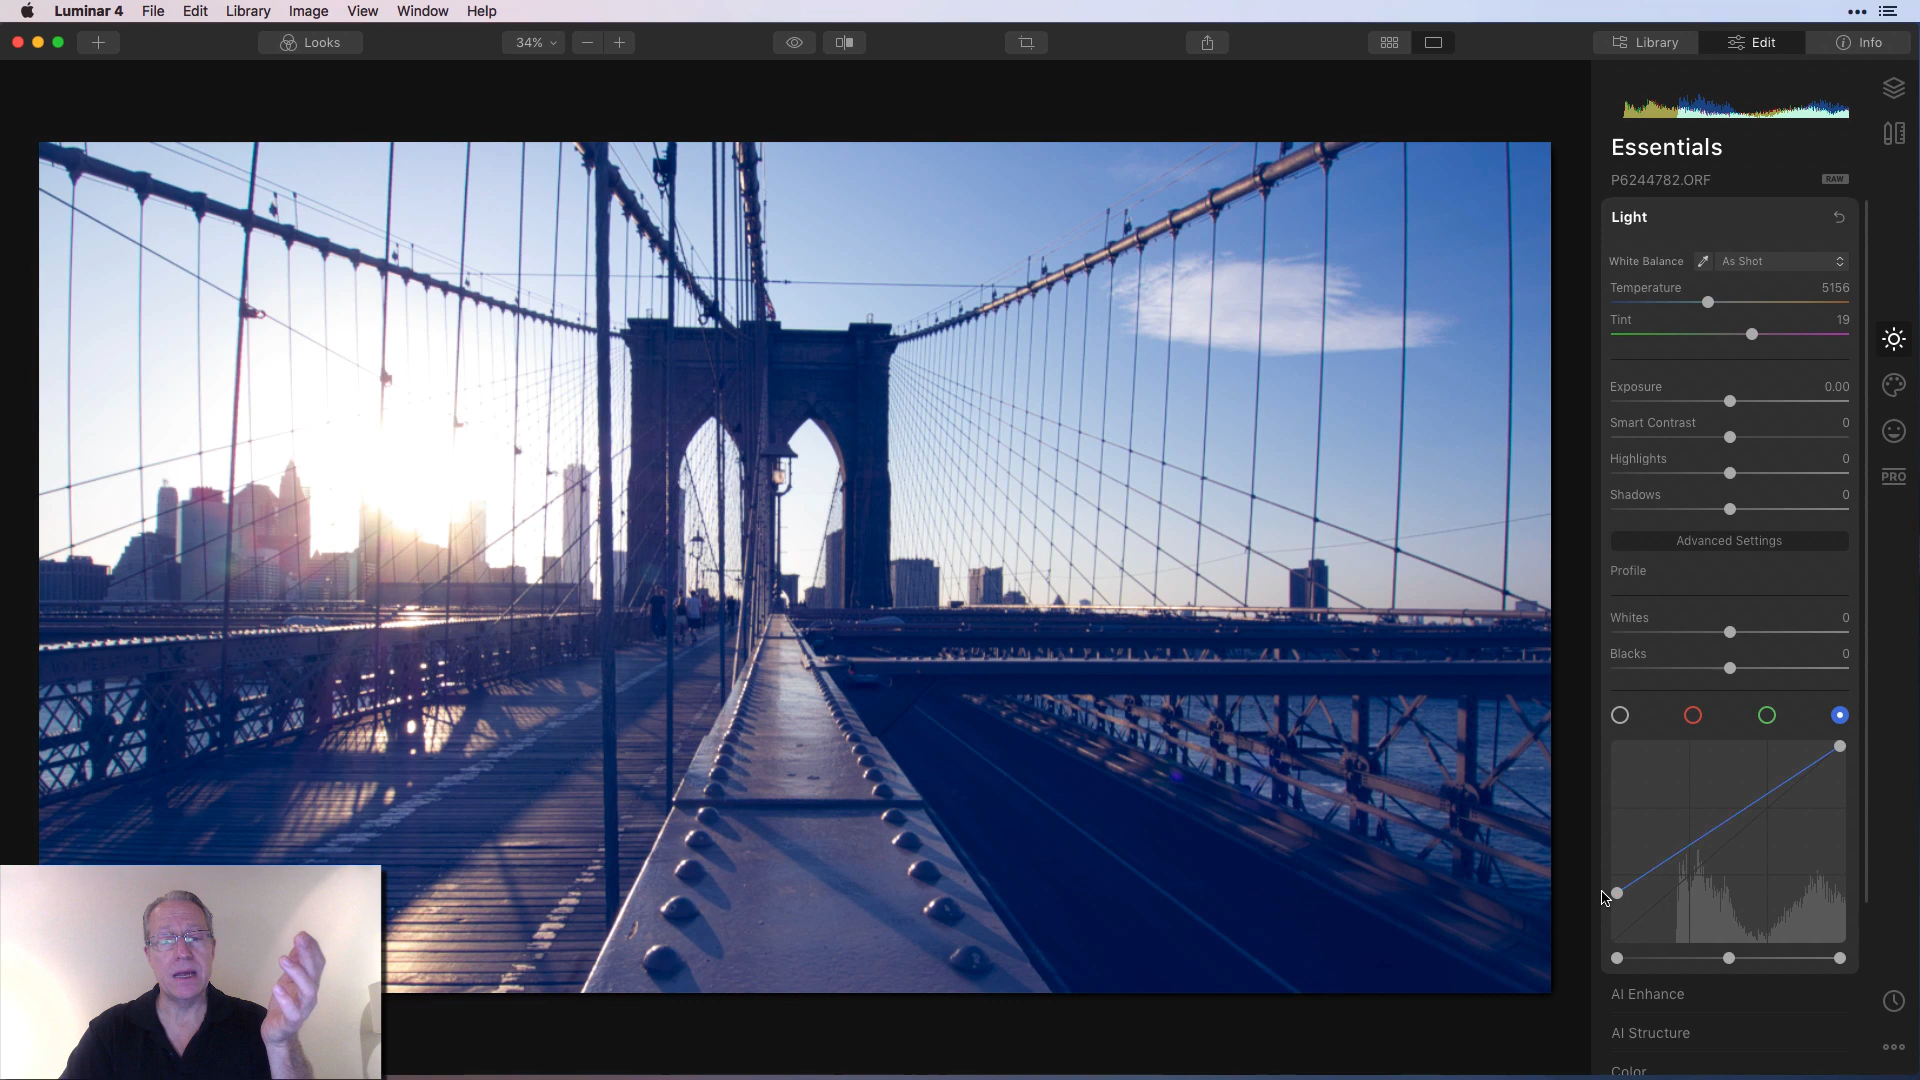 Luminar 4 File Edit Library Image View Window Help
Looks 34% Library Edit Info
Essentials
P6244782.ORF RAW
Light
White Balance As Shot
Temperature 5156
Tint 19
Exposure 0.00
Smart Contrast 0
Highlights 0
PRO
Shadows 0
Advanced Settings
Profile
Whites 0
Blacks 0
AI Enhance
AI Structure
Color